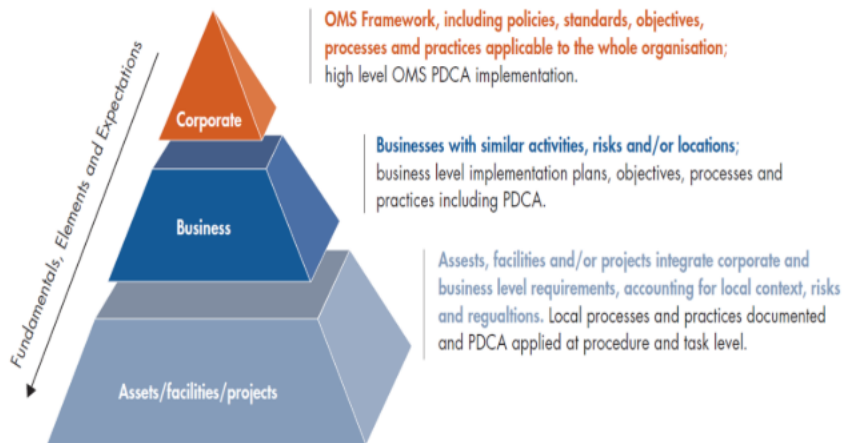 OMS Framework, including policies, standards, objectives,
processes amd practices applicable to the whole organisation;
high level OMS PDCA implementation.
Corporate
Fundamentals, Elements and Expectations
Businesses with similar activities, risks and/or locations;
business level implementation plans, objectives, processes and
practices including PDCA.
Business
Assests, facilities and/or projects integrate corporate and
business level requirements, accounting for local context, risks
and regualtions. Local processes and practices documented
and PDCA applied at procedure and task level.
Assets/facilities/projects